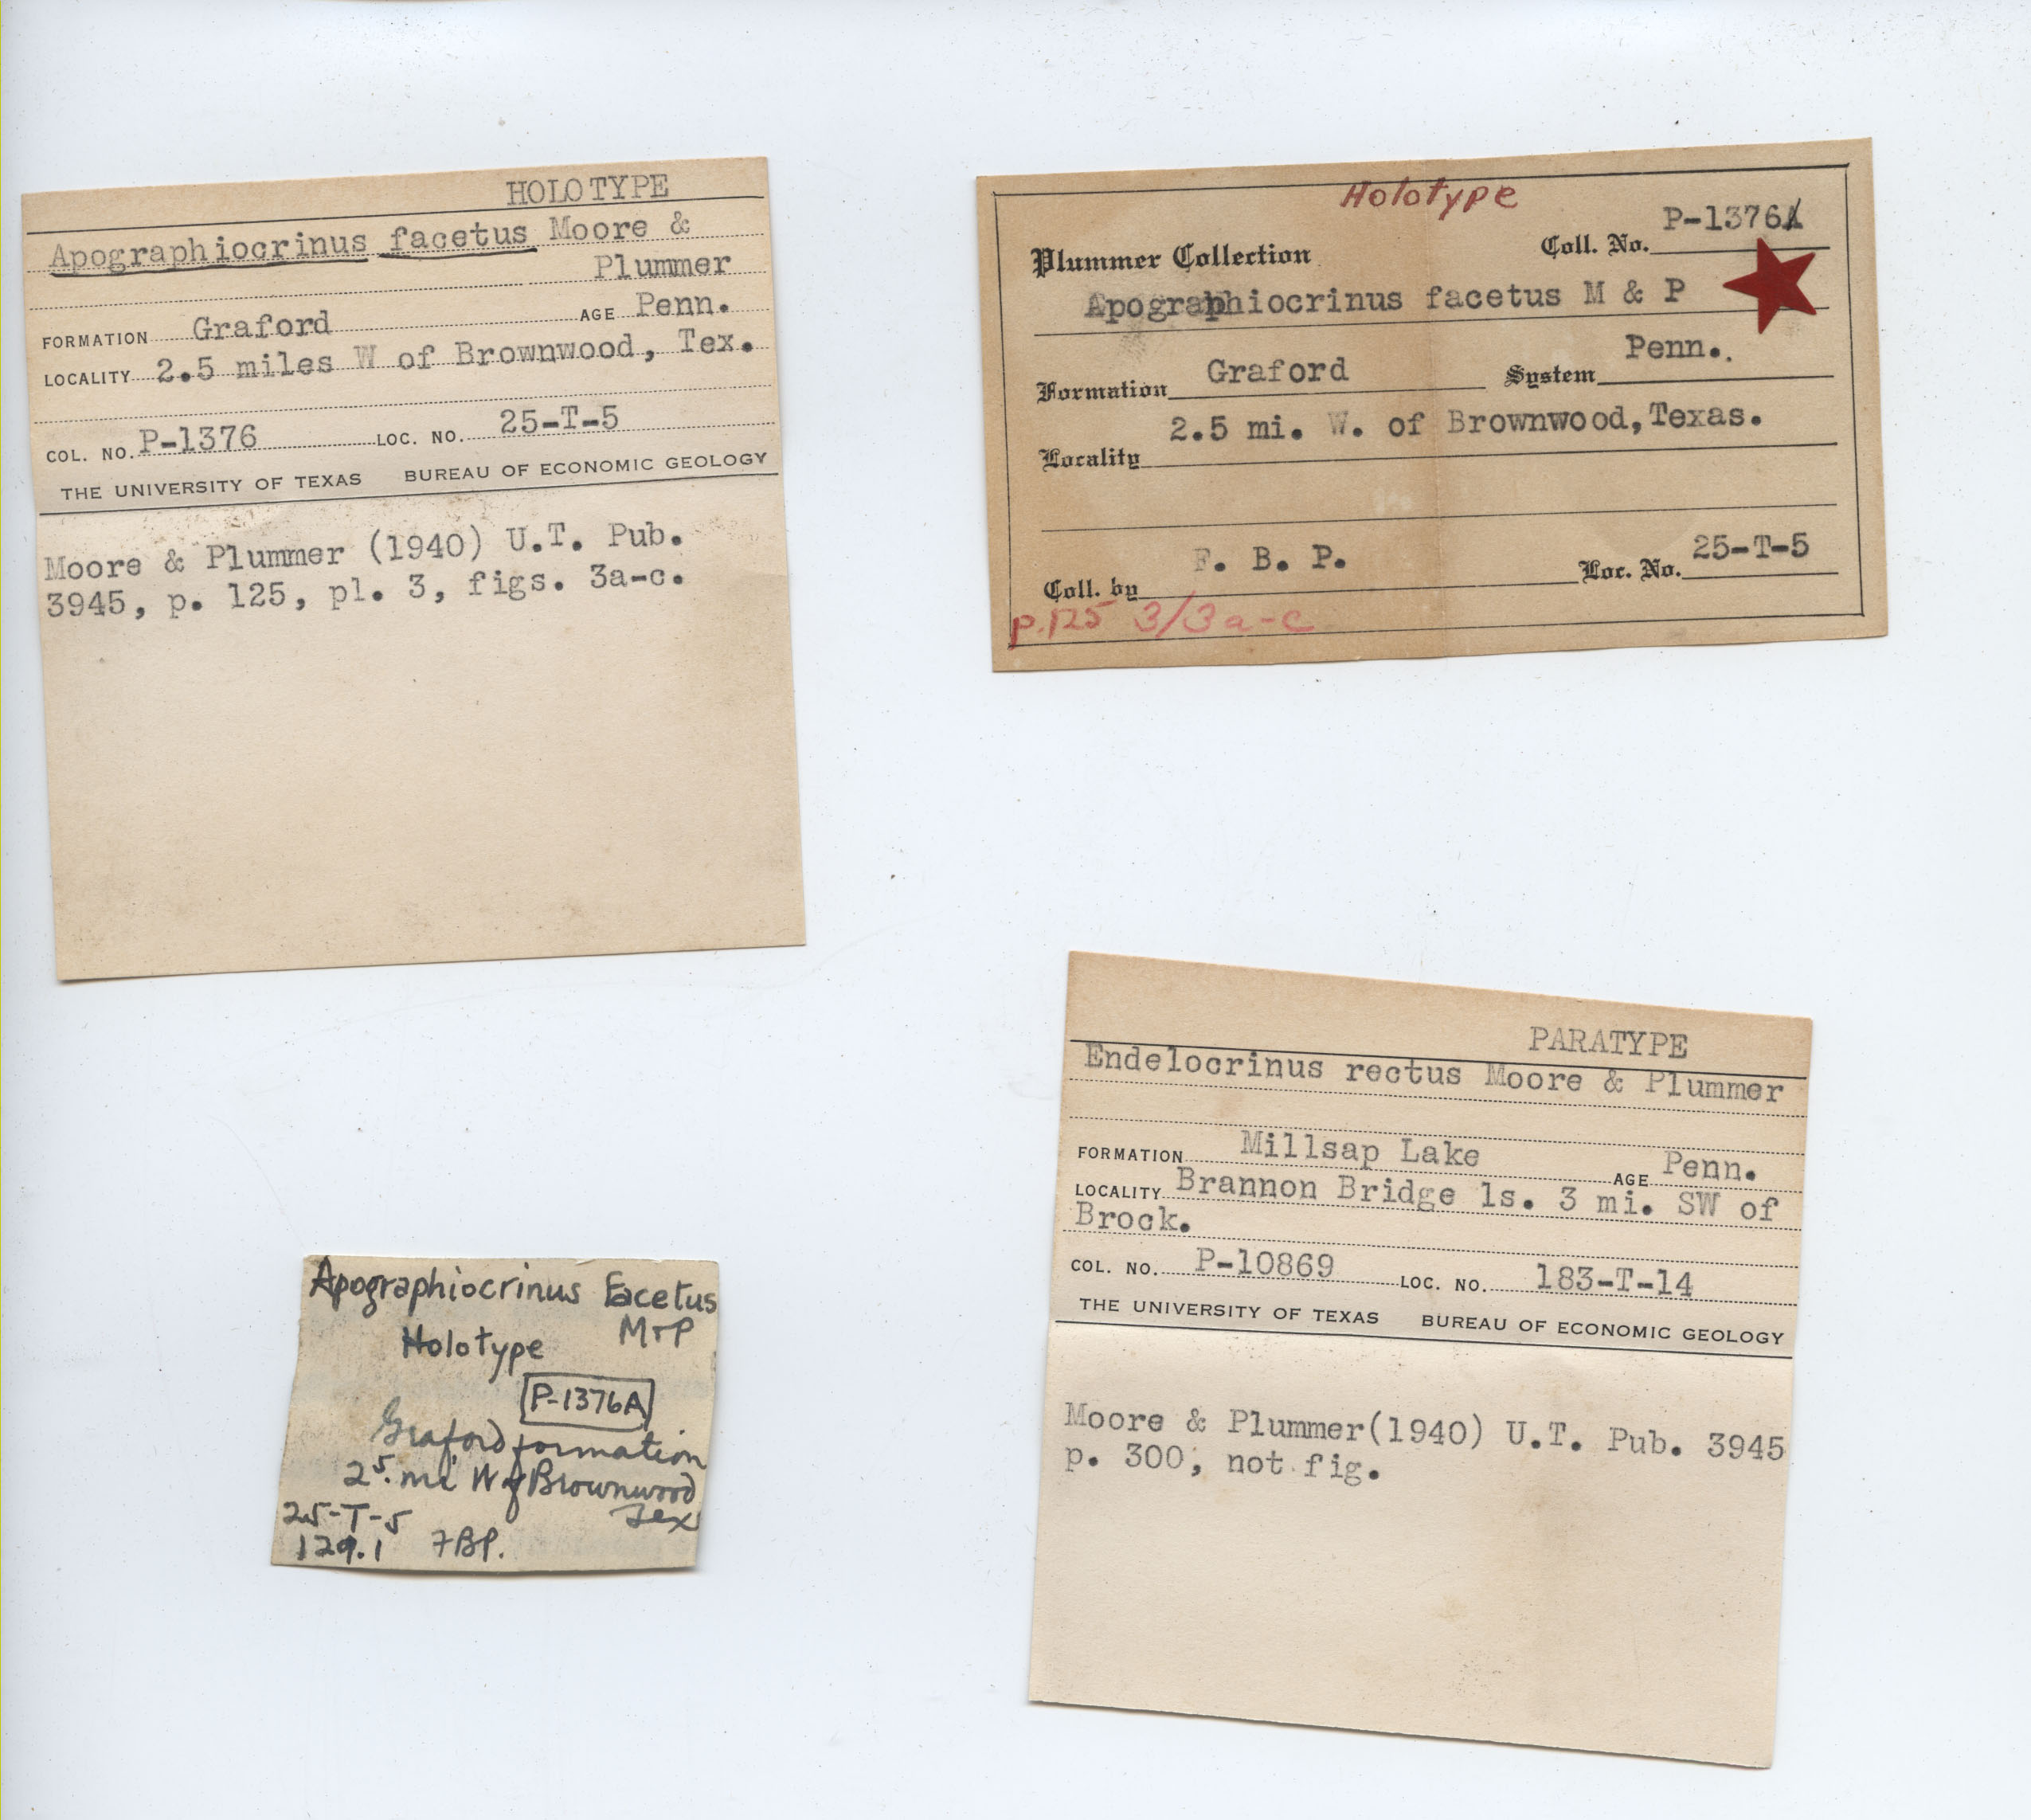 HOLOTYPE
Apographiocrinus facetus Moore &
Plummer
FORMATION Graford AGE Penn.
LOCALITY 2.5 miles W of Brownwood, Tex.
COL. NO. P-1376 LOC. NO. 25-T-5
THE UNIVERSITY OF TEXAS BUREAU OF ECONOMIC GEOLOGY
Moore & Plummer (1940) U.T. Pub.
3945, p. 125, pl. 3, figs. 3a-c.
Holotype
Plummer Collection Coll. No. P-1376A
Apographiocrinus facetus M & P
Formation Graford System Penn.
Locality 2.5 mi. W. of Brownwood, Texas.
Coll. by F. B. P. Loc. No. 25-T-5
p.125 3/3a-c
Apographiocrinus Facetus
M+P
Holotype
P-1376A
Graford formation
2.5 mi W of Brownwood
Tex
25-T-5
129.1 FBP.
PARATYPE
Endelocrinus rectus Moore & Plummer
FORMATION Millsap Lake AGE Penn.
LOCALITY Brannon Bridge ls. 3 mi. SW of
Brock.
COL. NO. P-10869 LOC. NO. 183-T-14
THE UNIVERSITY OF TEXAS BUREAU OF ECONOMIC GEOLOGY
Moore & Plummer(1940) U.T. Pub. 3945
p. 300, not fig.